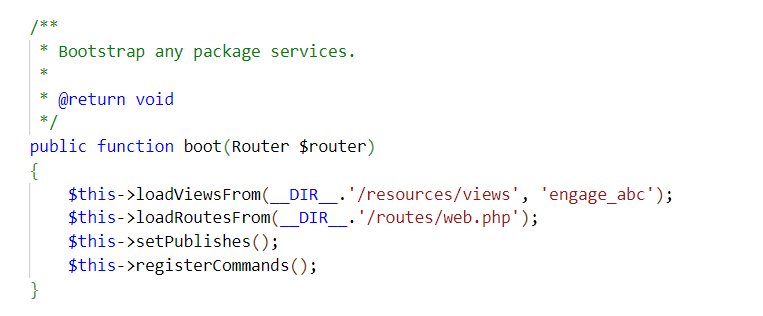 /**
 * Bootstrap any package services.
 *
 * @return void
 */
public function boot(Router $router)
{
    $this->loadViewsFrom(__DIR__.'/resources/views', 'engage_abc');
    $this->loadRoutesFrom(__DIR__.'/routes/web.php');
    $this->setPublishes();
    $this->registerCommands();
}